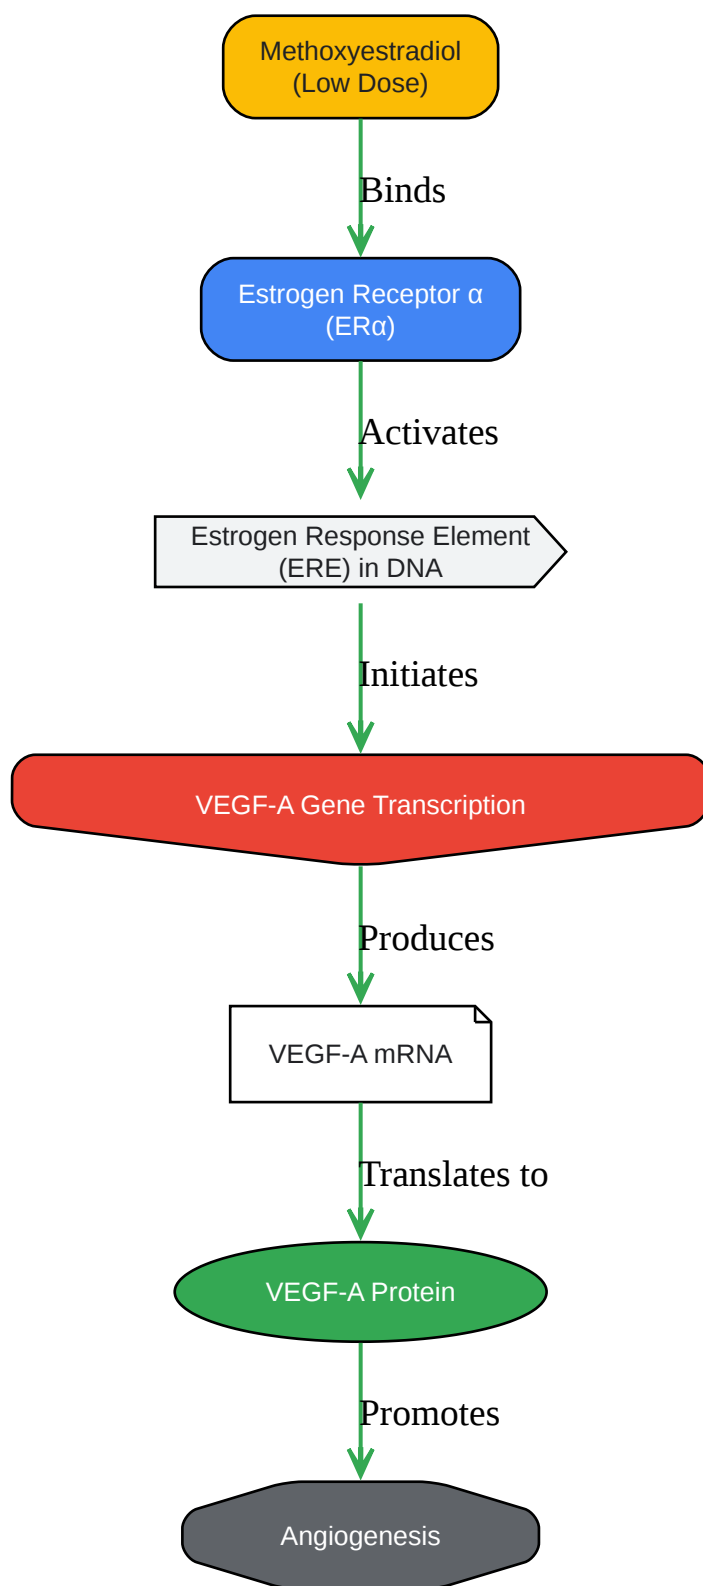 Methoxyestradiol
(Low Dose)
Binds
Estrogen Receptor α
(ERα)
Activates
Estrogen Response Element
(ERE) in DNA
Initiates
VEGF-A Gene Transcription
Produces
VEGF-A mRNA
Translates to
VEGF-A Protein
Promotes
Angiogenesis